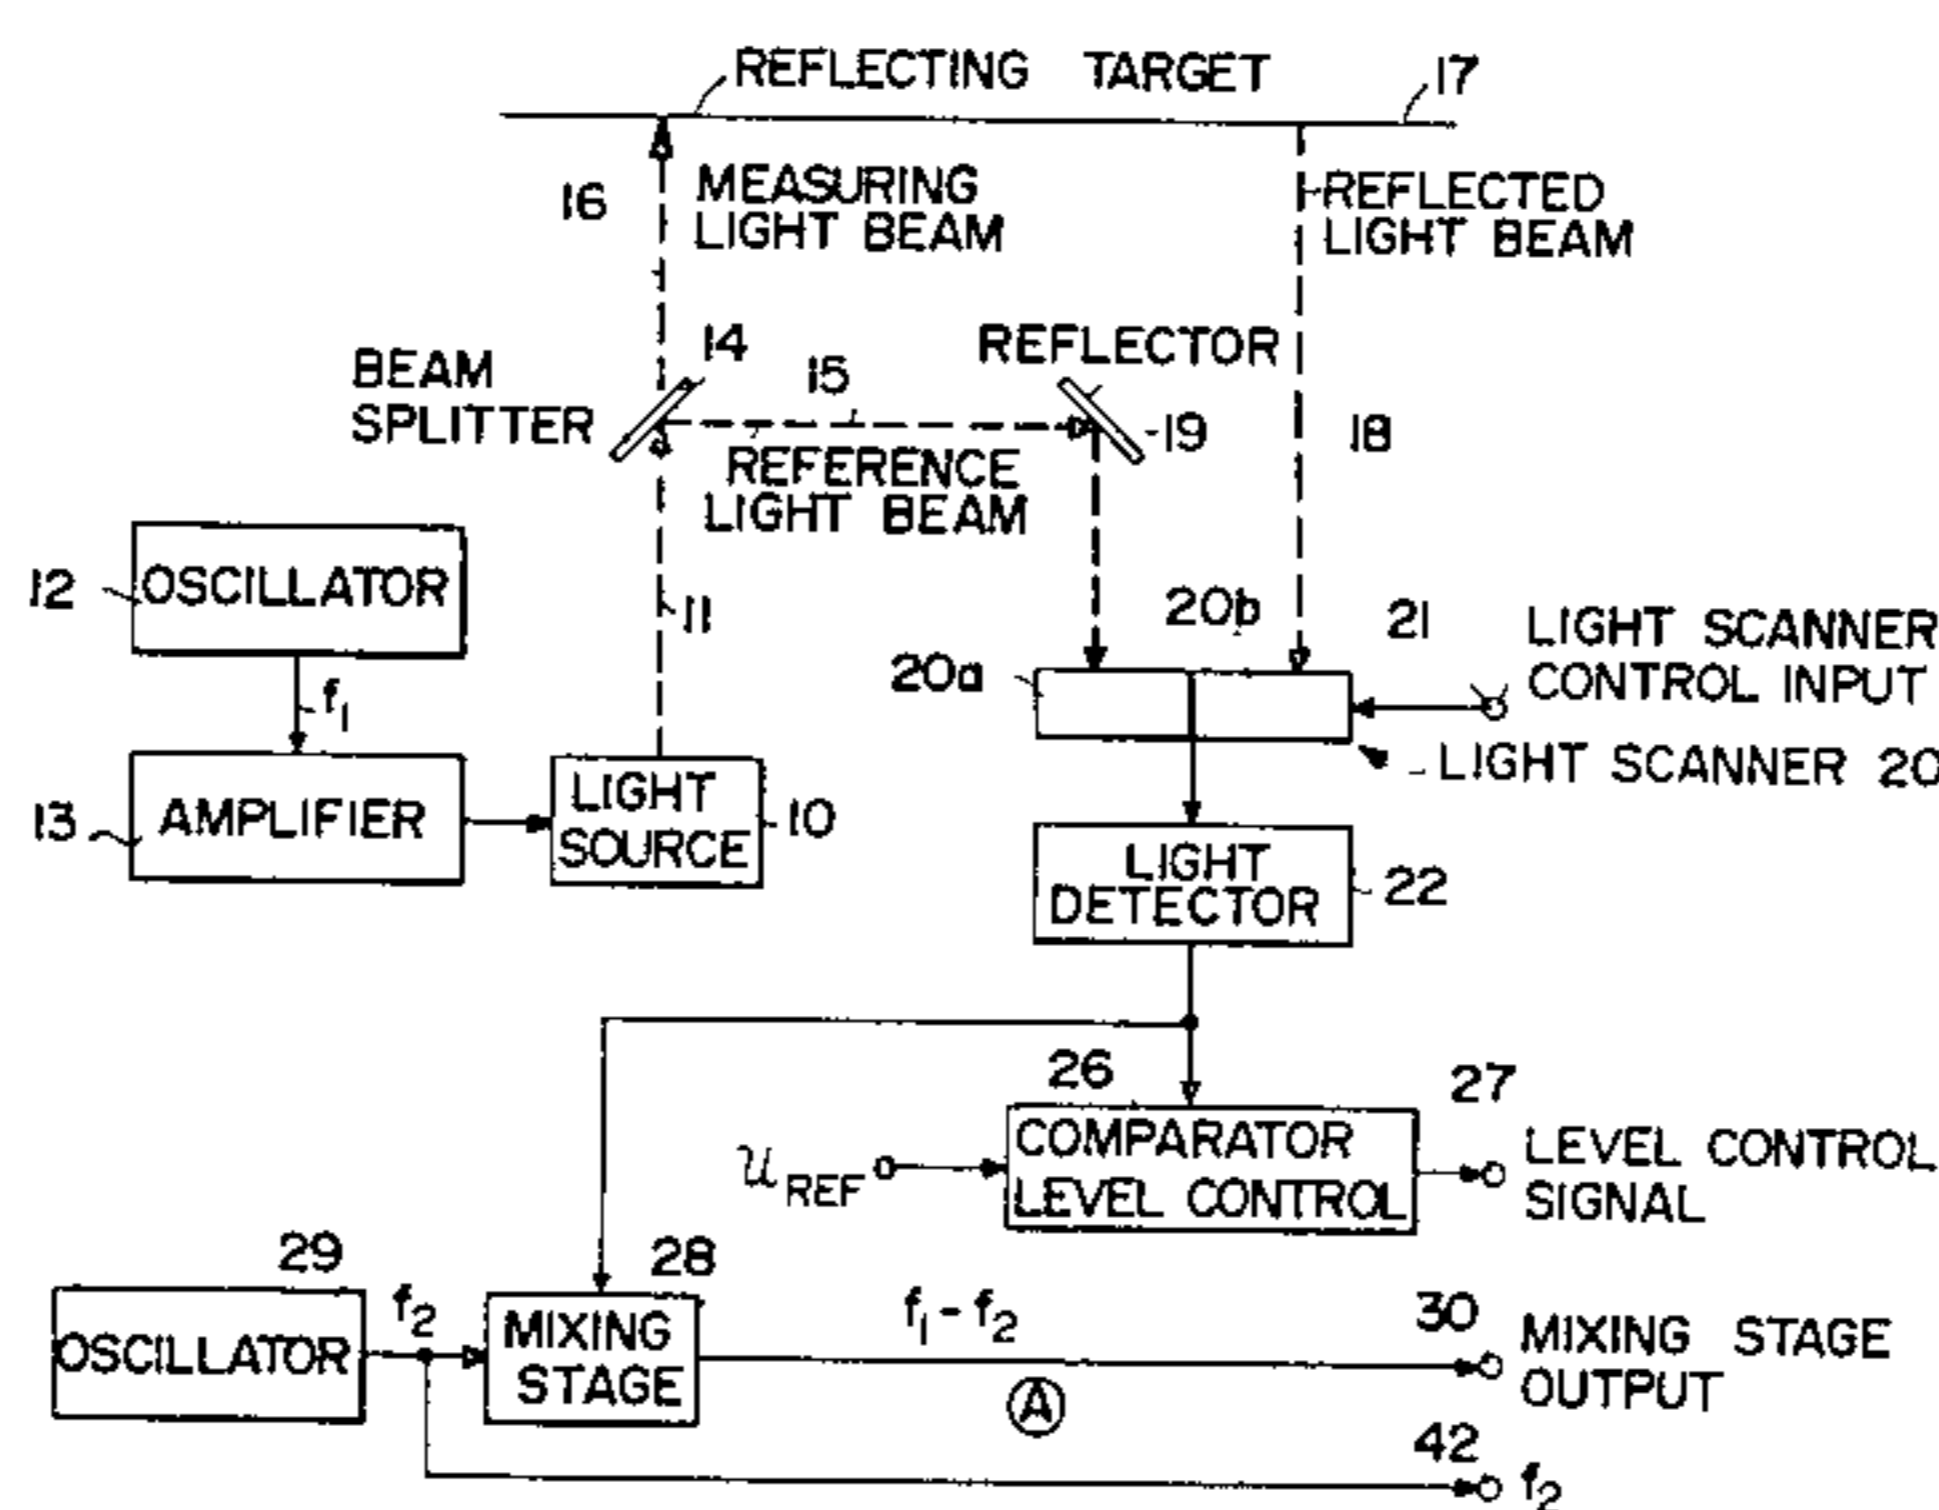 REFLECTING TARGET
17
16
MEASURING
LIGHT BEAM
REFLECTED
LIGHT BEAM
BEAM
SPLITTER
14
15
REFLECTOR
19
18
REFERENCE
LIGHT BEAM
12
OSCILLATOR
11
f1
20a
20b
21
LIGHT SCANNER
CONTROL INPUT
LIGHT SCANNER 20
13
AMPLIFIER
LIGHT
SOURCE
10
LIGHT
DETECTOR
22
26
27
COMPARATOR
LEVEL CONTROL
UREF
LEVEL CONTROL
SIGNAL
29
OSCILLATOR
f2
28
MIXING
STAGE
f1-f2
A
30
MIXING STAGE
OUTPUT
42
f2